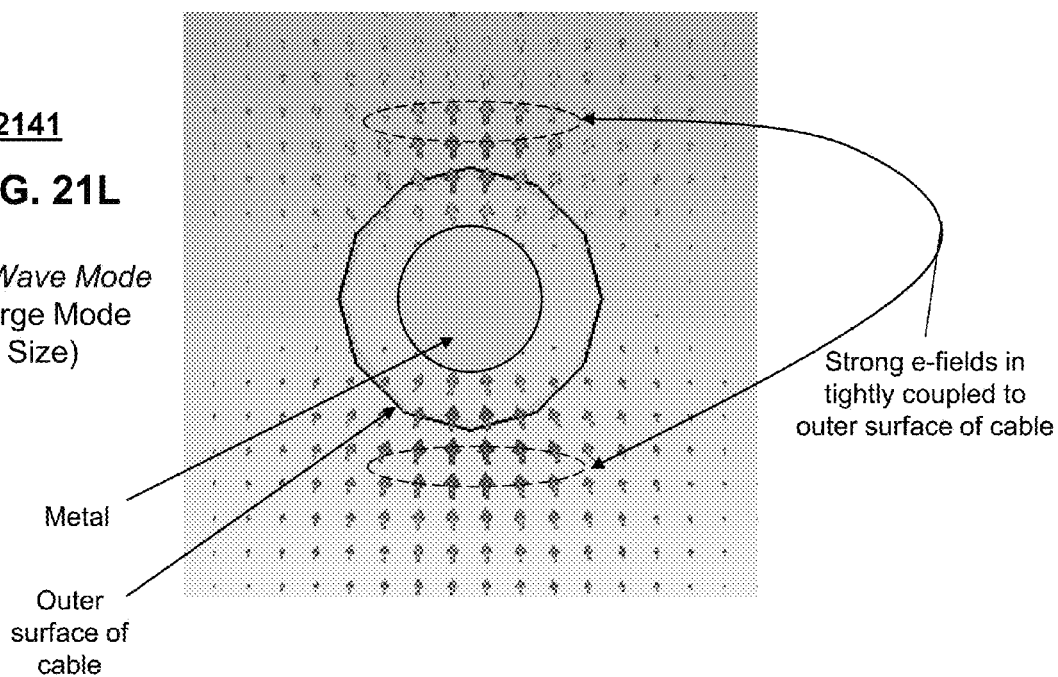 2141
G. 21L
Wave Mode
rge Mode
Size)
Strong e-fields in
tightly coupled to
outer surface of cable
Metal
Outer
surface of
cable